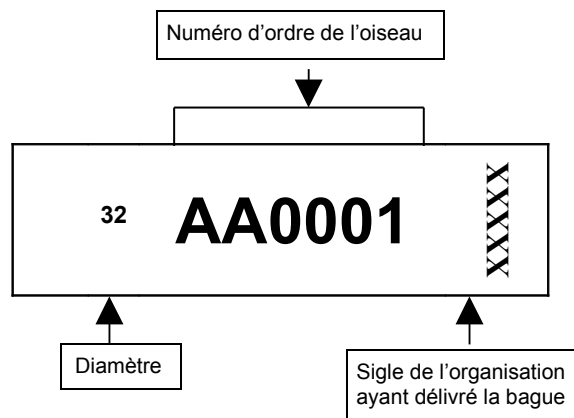 Numéro d'ordre de l'oiseau
32
AA0001
XXXXX
Diamètre
Sigle de l'organisation
ayant délivré la bague